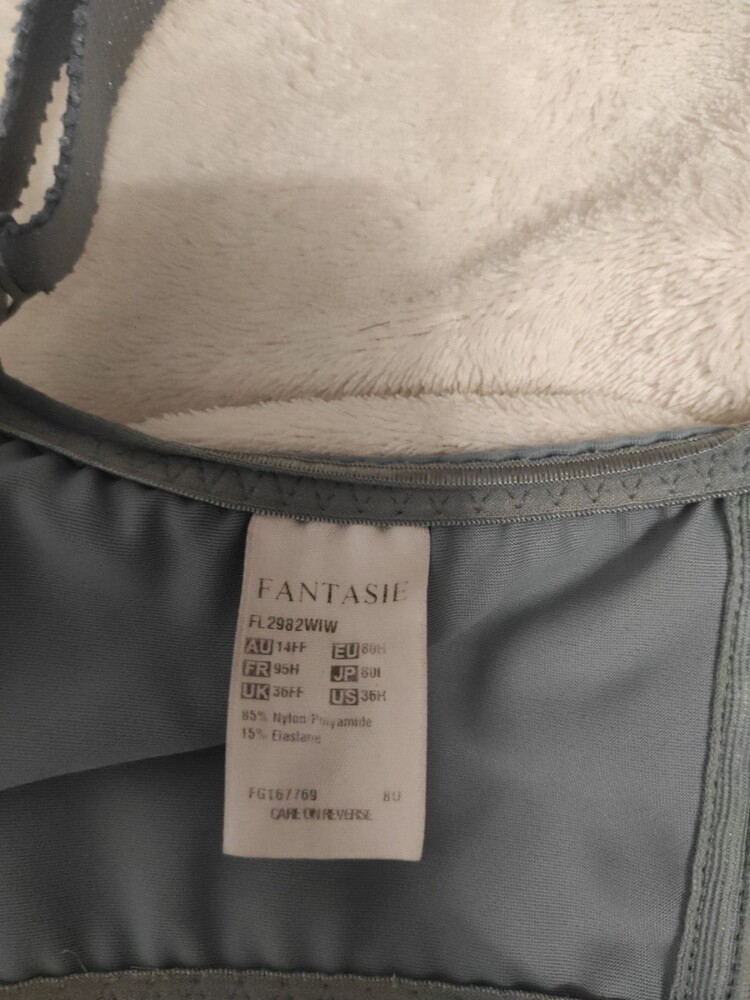 FANTASIE
FL2982WIW
AU 14FF EU 80H
FR 95H JP 80I
UK 36FF US 36H
85% Nylon/Polyamide
15% Elastane
FG167769 80
CARE ON REVERSE